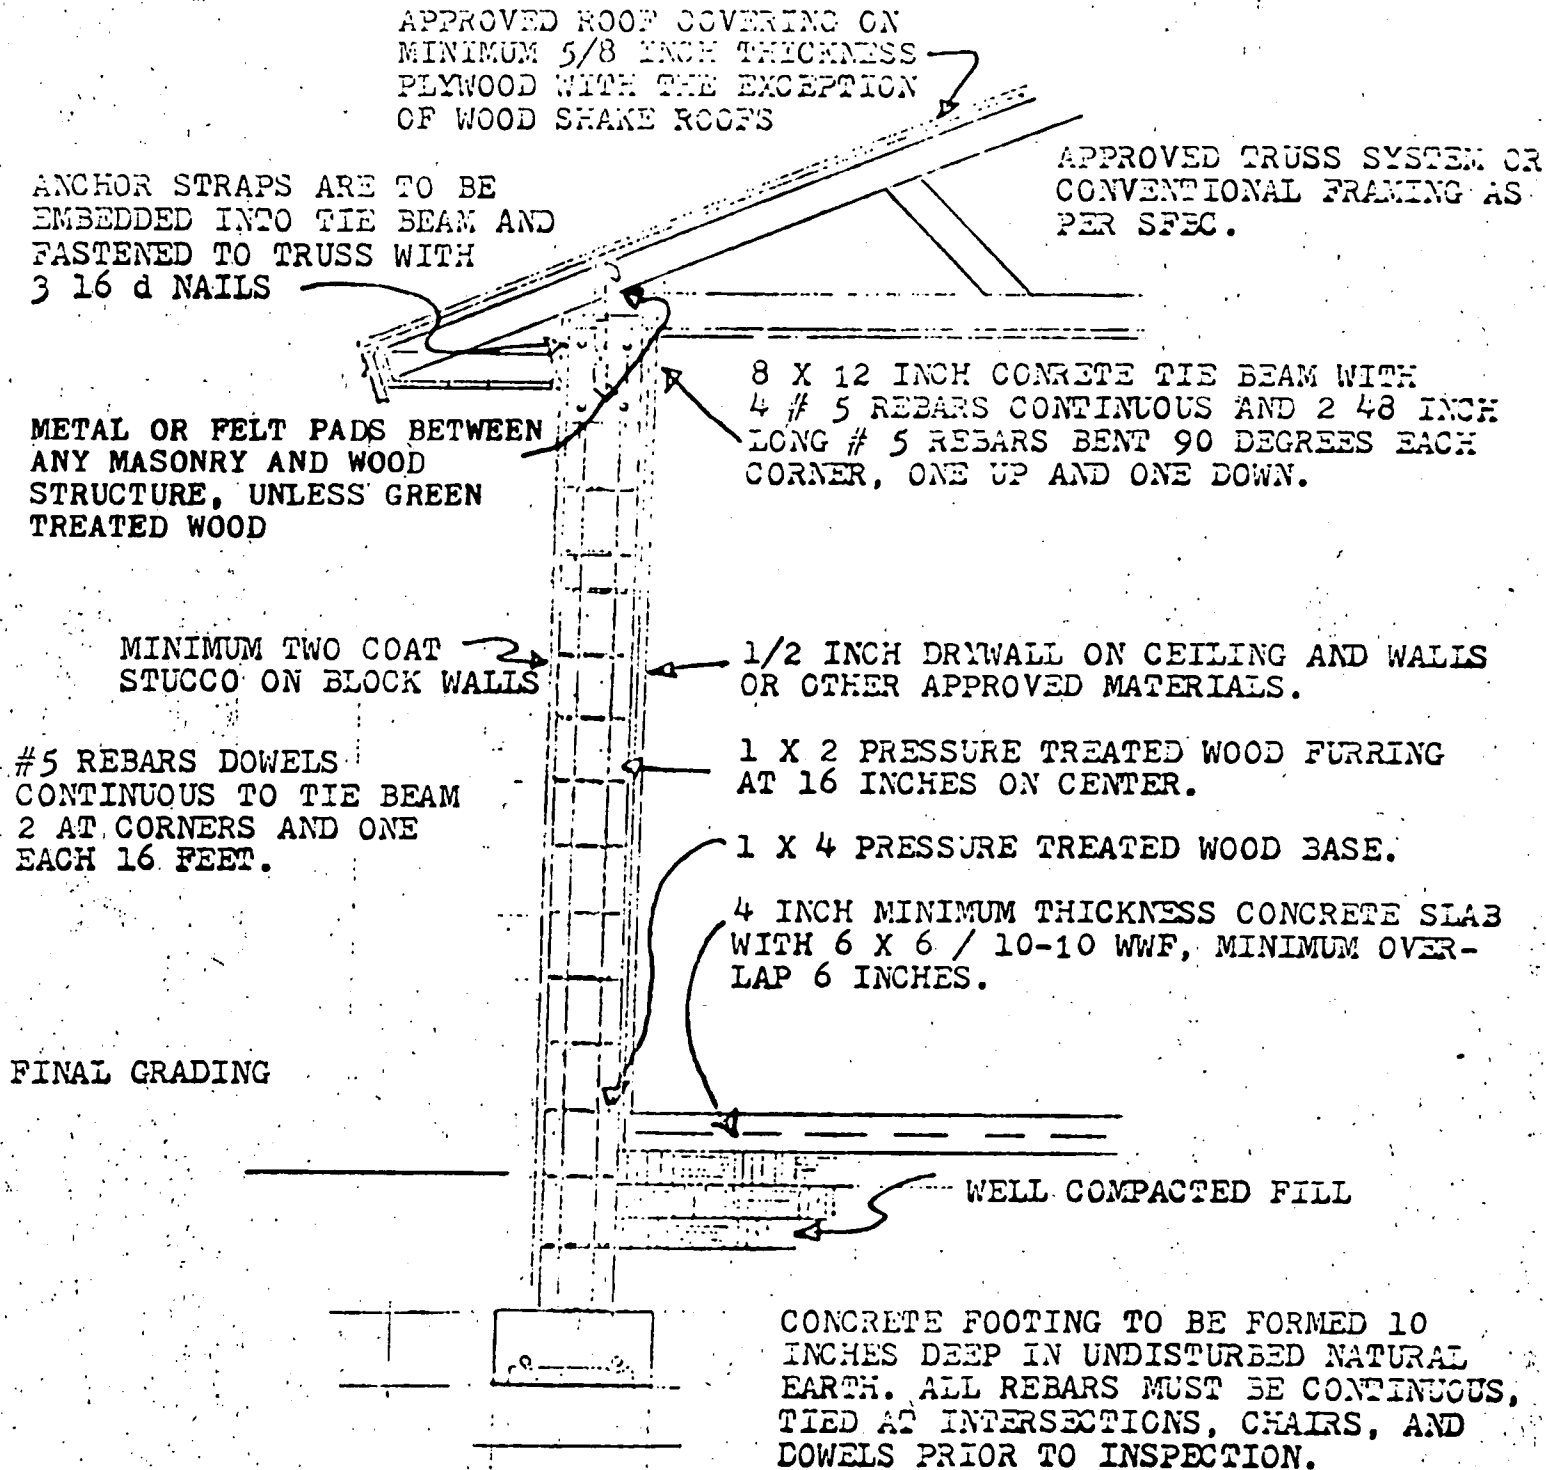 APPROVED ROOF COVERING ON
MINIMUM 5/8 INCH THICKNESS
PLYWOOD WITH THE EXCEPTION
OF WOOD SHAKE ROOFS
APPROVED TRUSS SYSTEM OR
CONVENTIONAL FRAMING AS
PER SFBC.
ANCHOR STRAPS ARE TO BE
EMBEDDED INTO TIE BEAM AND
FASTENED TO TRUSS WITH
3 16 d NAILS
8 X 12 INCH CONRETE TIE BEAM WITH
4 # 5 REBARS CONTINUOUS AND 2 48 INCH
LONG # 5 REBARS BENT 90 DEGREES EACH
CORNER, ONE UP AND ONE DOWN.
METAL OR FELT PADS BETWEEN
ANY MASONRY AND WOOD
STRUCTURE, UNLESS GREEN
TREATED WOOD
MINIMUM TWO COAT
STUCCO ON BLOCK WALLS
1/2 INCH DRYWALL ON CEILING AND WALLS
OR OTHER APPROVED MATERIALS.
#5 REBARS DOWELS
CONTINUOUS TO TIE BEAM
2 AT CORNERS AND ONE
EACH 16 FEET.
1 X 2 PRESSURE TREATED WOOD FURRING
AT 16 INCHES ON CENTER.
1 X 4 PRESSURE TREATED WOOD BASE.
4 INCH MINIMUM THICKNESS CONCRETE SLAB
WITH 6 X 6 / 10-10 WWF, MINIMUM OVER-
LAP 6 INCHES.
FINAL GRADING
WELL COMPACTED FILL
CONCRETE FOOTING TO BE FORMED 10
INCHES DEEP IN UNDISTURBED NATURAL
EARTH. ALL REBARS MUST BE CONTINUOUS,
TIED AT INTERSECTIONS, CHAIRS, AND
DOWELS PRIOR TO INSPECTION.